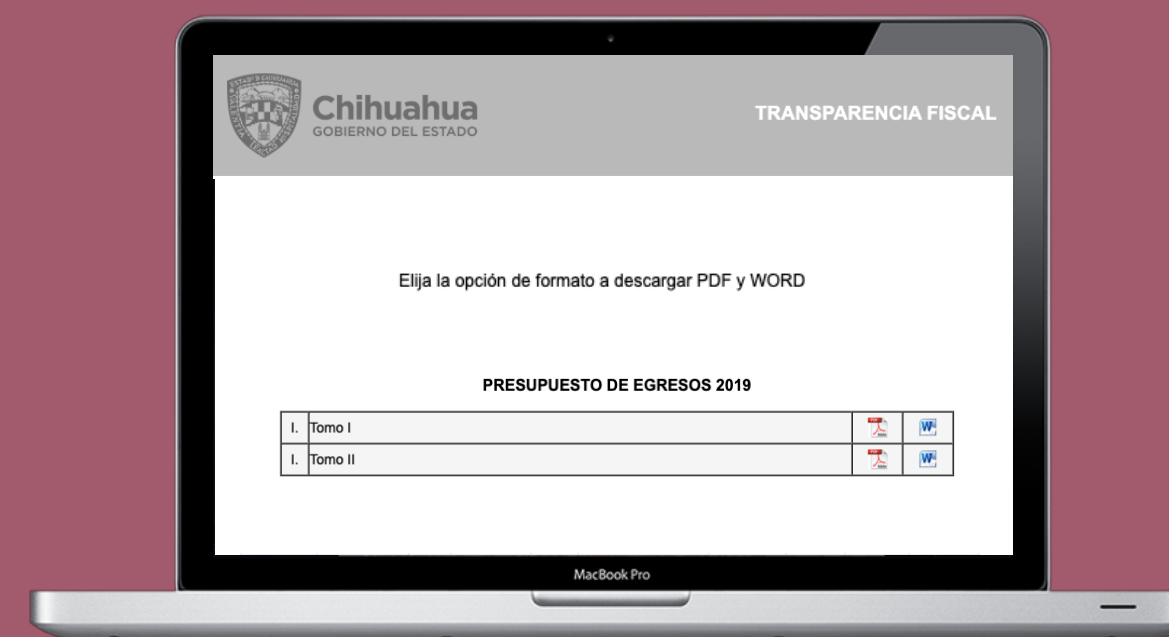 Chihuahua
GOBIERNO DEL ESTADO
TRANSPARENCIA FISCAL
Elija la opción de formato a descargar PDF y WORD
PRESUPUESTO DE EGRESOS 2019
I. Tomo I
I. Tomo II
MacBook Pro